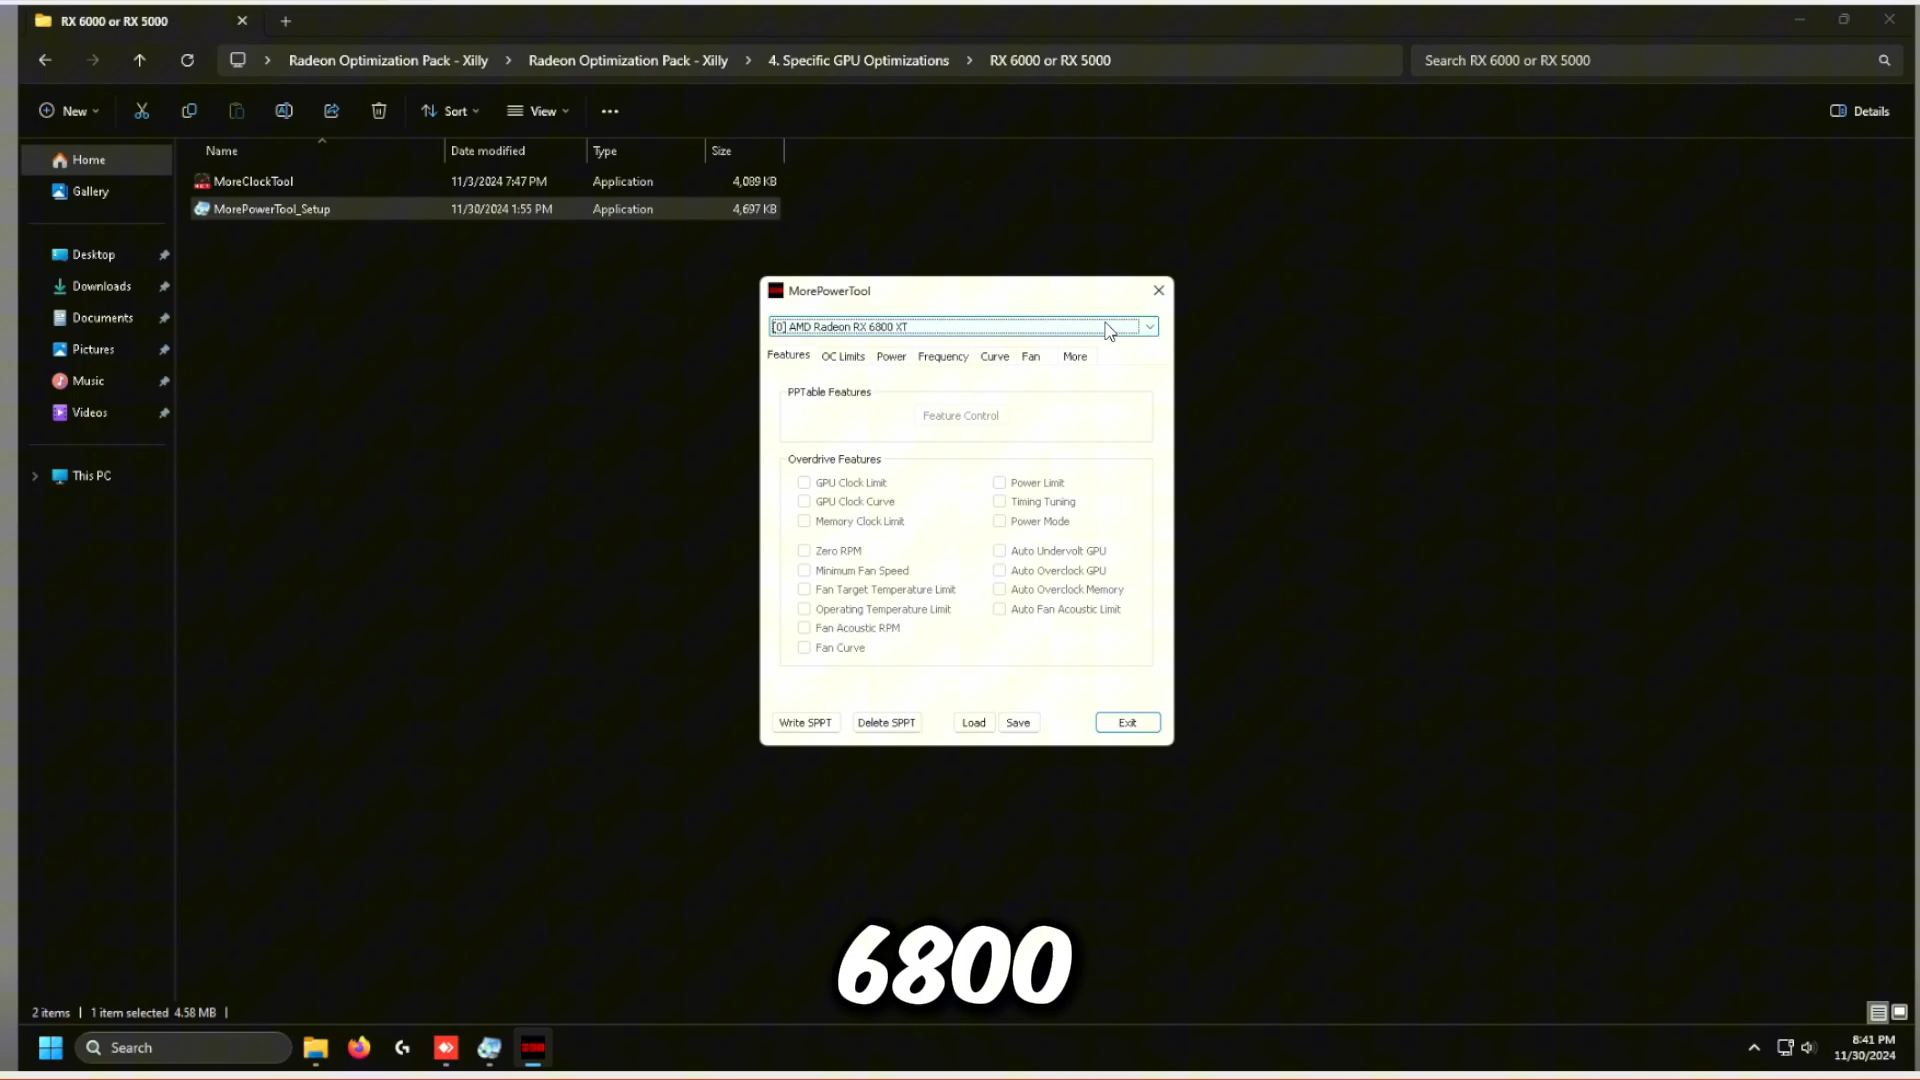 RX 6000 or RX 5000
Radeon Optimization Pack - Xilly > Radeon Optimization Pack - Xilly > 4. Specific GPU Optimizations > RX 6000 or RX 5000
Search RX 6000 or RX 5000
New
Sort
View
Details
Name Date modified Type Size
MoreClockTool 11/3/2024 7:47 PM Application 4,089 KB
MorePowerTool_Setup 11/30/2024 1:55 PM Application 4,697 KB
Home
Gallery
Desktop
Downloads
Documents
Pictures
Music
Videos
This PC
MorePowerTool
[0] AMD Radeon RX 6800 XT
Features OC Limits Power Frequency Curve Fan More
PPTable Features
Feature Control
Overdrive Features
GPU Clock Limit
GPU Clock Curve
Memory Clock Limit
Zero RPM
Minimum Fan Speed
Fan Target Temperature Limit
Operating Temperature Limit
Fan Acoustic RPM
Fan Curve
Power Limit
Timing Tuning
Power Mode
Auto Undervolt GPU
Auto Overclock GPU
Auto Overclock Memory
Auto Fan Acoustic Limit
Write SPPT Delete SPPT Load Save Exit
6800
2 items | 1 item selected 4.58 MB |
Search
8:41 PM
11/30/2024